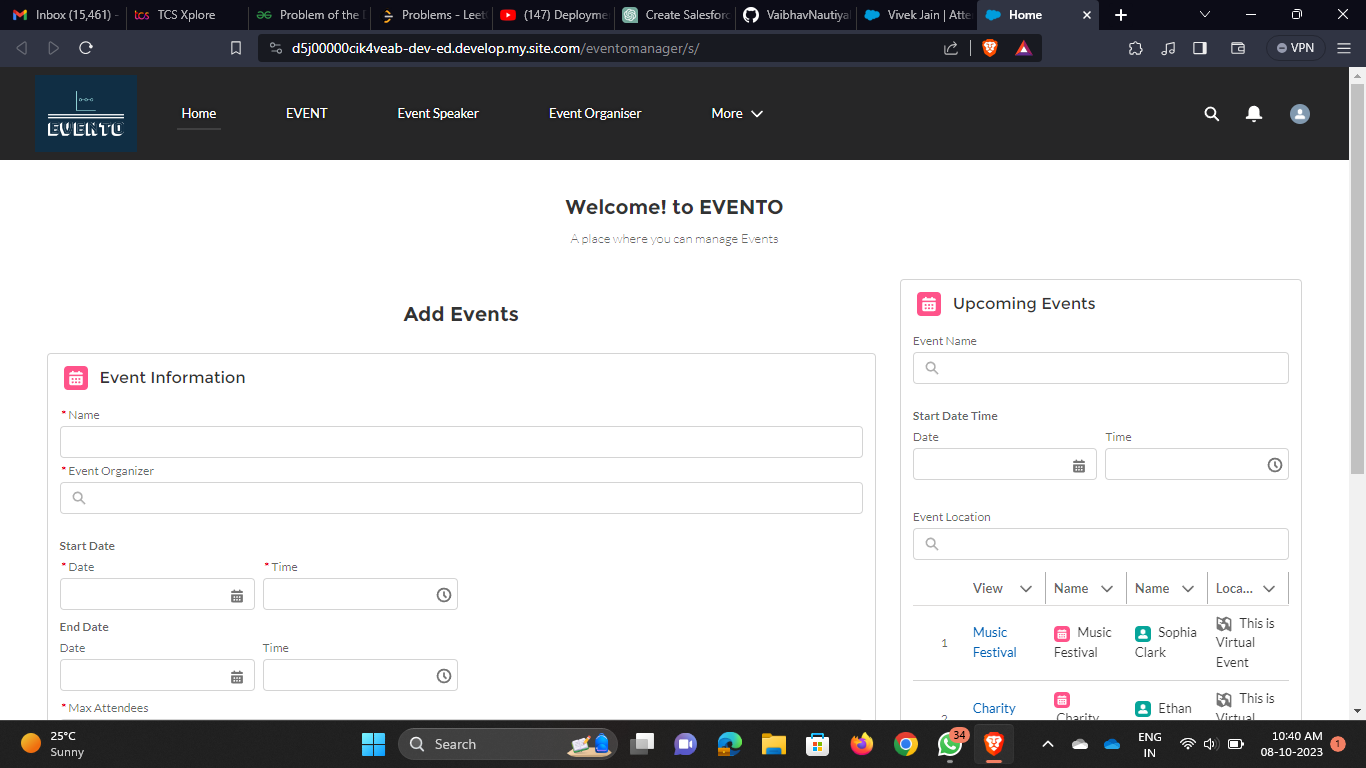 Inbox (15,461) -
TCS Xplore
Problem of the
Problems - Leet
(147) Deployme
Create Salesforc
VaibhavNautiyal
Vivek Jain | Atte
Home
d5j00000cik4veab-dev-ed.develop.my.site.com/eventomanager/s/
VPN
EVENTO
Home
EVENT
Event Speaker
Event Organiser
More
Welcome! to EVENTO
A place where you can manage Events
Add Events
Event Information
* Name
* Event Organizer
Start Date
* Date
* Time
End Date
Date
Time
* Max Attendees
Upcoming Events
Event Name
Start Date Time
Date
Time
Event Location
View
Name
Name
Loca...
1
Music
Festival
Music
Festival
Sophia
Clark
This is
Virtual
Event
2
Charity
Charity
Ethan
This is
Virtual
25°C
Sunny
Search
34
ENG
IN
10:40 AM
08-10-2023
1